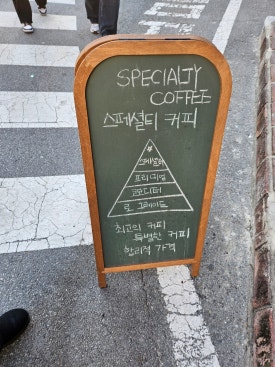 SPECIALTY
COFFEE
스페셜티 커피
스페셜티
프리미엄
커머디티
로 그레이드
최고의 커피
특별한 커피
합리적 가격